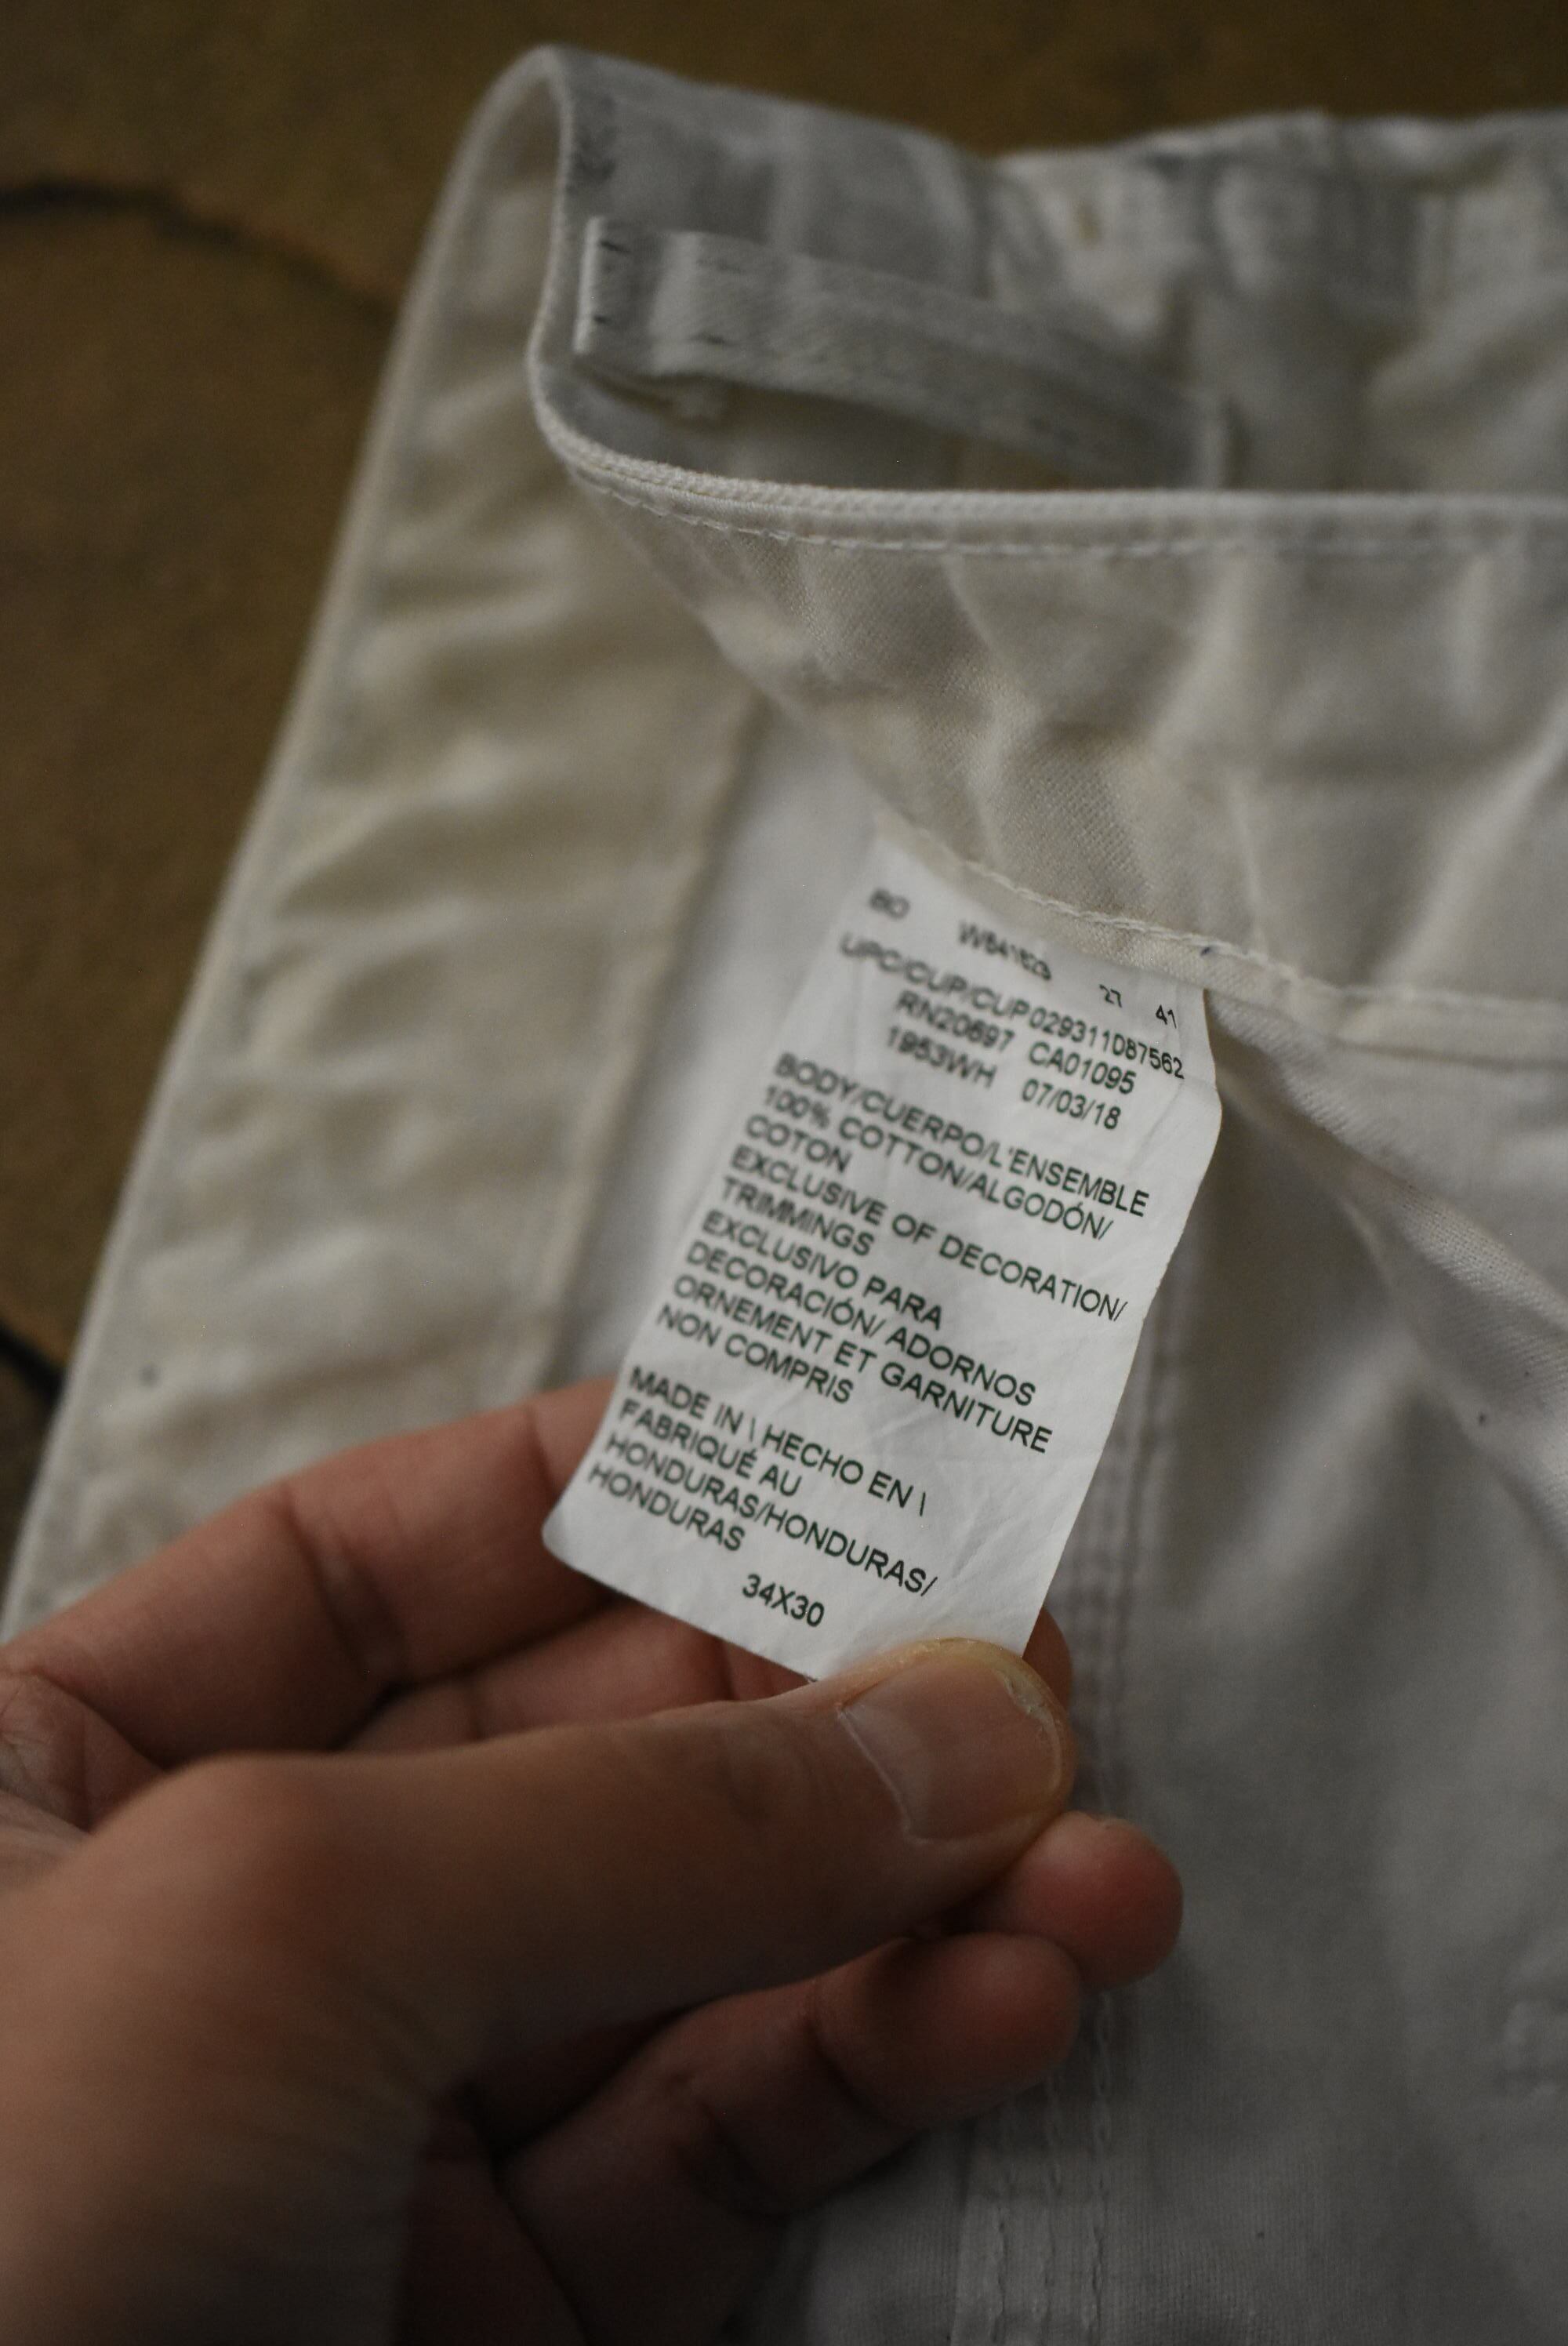 27 41
UPC/CUP/CUP 029311087562
RN20697 CA01095
1953WH 07/03/18
BODY/CUERPO/L'ENSEMBLE
100% COTTON/ALGODÓN/
COTON
EXCLUSIVE OF DECORATION/
TRIMMINGS
EXCLUSIVO PARA
DECORACIÓN/ ADORNOS
ORNEMENT ET GARNITURE
NON COMPRIS
MADE IN \ HECHO EN \
FABRIQUÉ AU
HONDURAS/HONDURAS/
HONDURAS
34X30